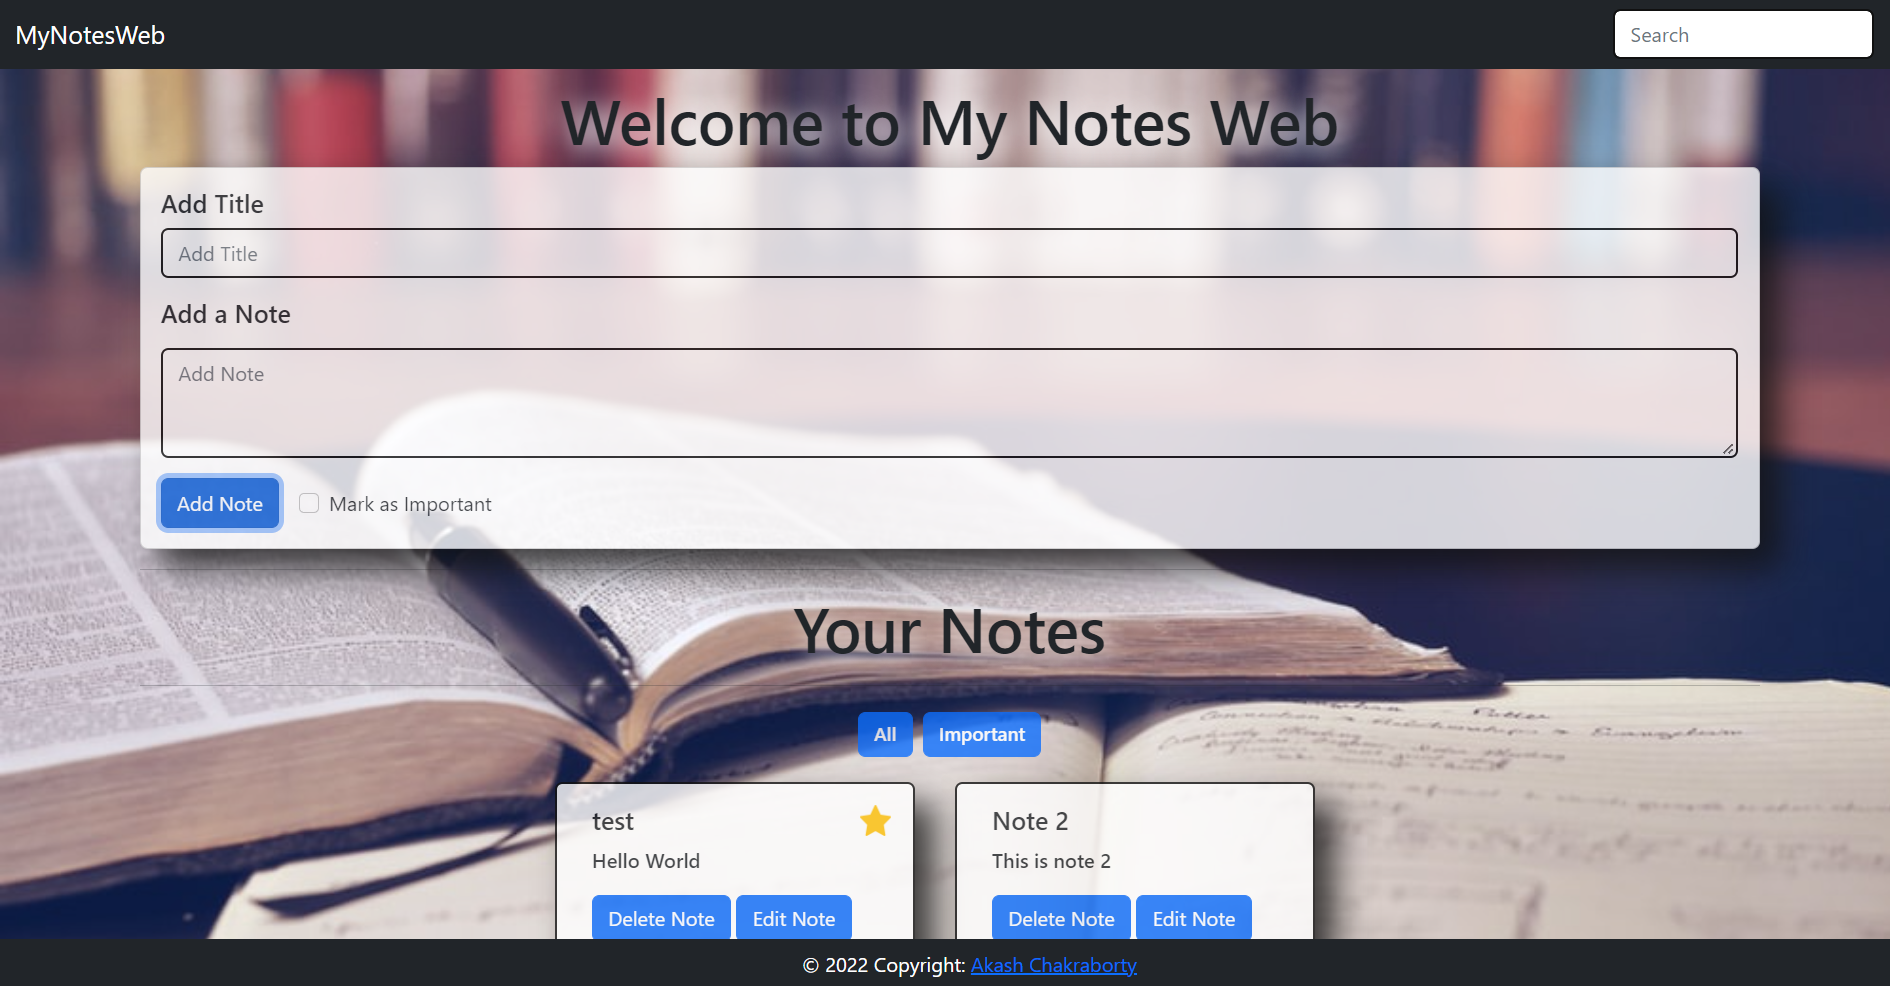 MyNotesWeb
Search
Welcome to My Notes Web
Add Title
Add Title
Add a Note
Add Note
Add Note
Mark as Important
Your Notes
All Important
test
Hello World
Delete Note Edit Note
Note 2
This is note 2
Delete Note Edit Note
© 2022 Copyright: Akash Chakraborty